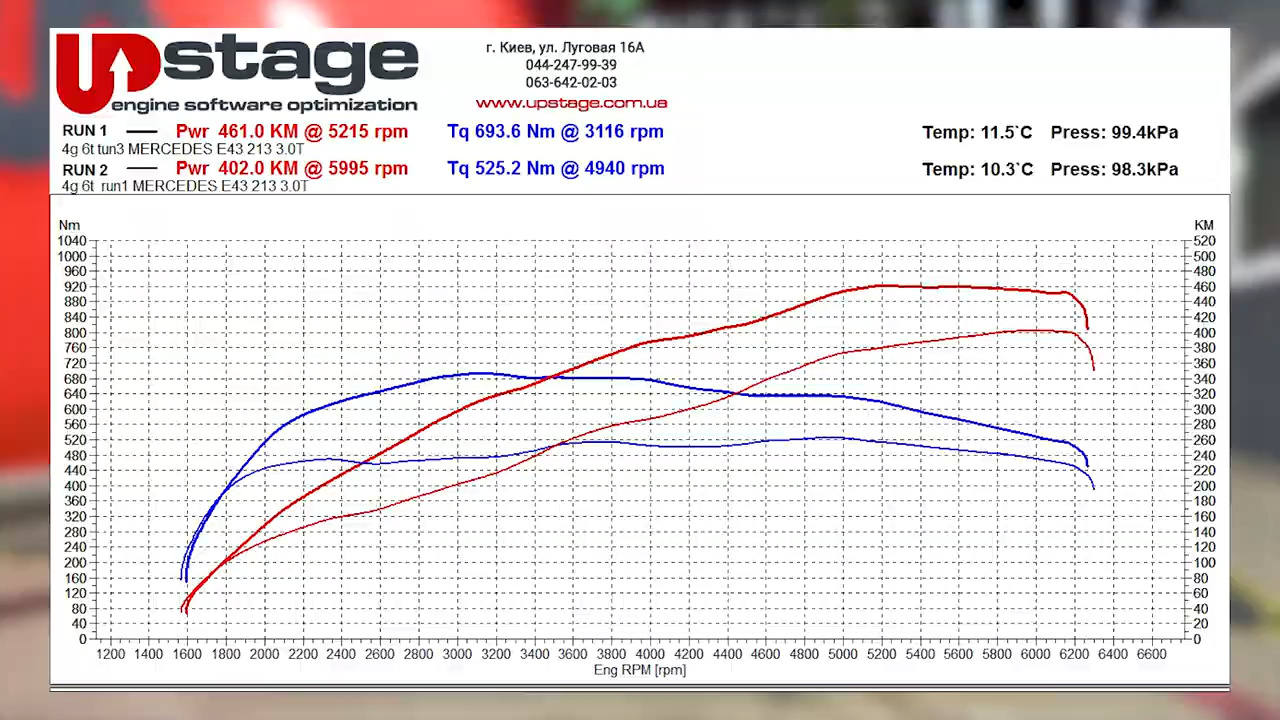 upstage
engine software optimization
г. Киев, ул. Луговая 16А
044-247-99-39
063-642-02-03
www.upstage.com.ua
RUN 1 Pwr 461.0 KM @ 5215 rpm Tq 693.6 Nm @ 3116 rpm Temp: 11.5`C Press: 99.4kPa
4g 6t tun3 MERCEDES E43 213 3.0T
RUN 2 Pwr 402.0 KM @ 5995 rpm Tq 525.2 Nm @ 4940 rpm Temp: 10.3`C Press: 98.3kPa
4g 6t run1 MERCEDES E43 213 3.0T
Nm KM
1040 520
1000 500
960 480
920 460
880 440
840 420
800 400
760 380
720 360
680 340
640 320
600 300
560 280
520 260
480 240
440 220
400 200
360 180
320 160
280 140
240 120
200 100
160 80
120 60
80 40
40 20
0 0
1200 1400 1600 1800 2000 2200 2400 2600 2800 3000 3200 3400 3600 3800 4000 4200 4400 4600 4800 5000 5200 5400 5600 5800 6000 6200 6400 6600
Eng RPM [rpm]